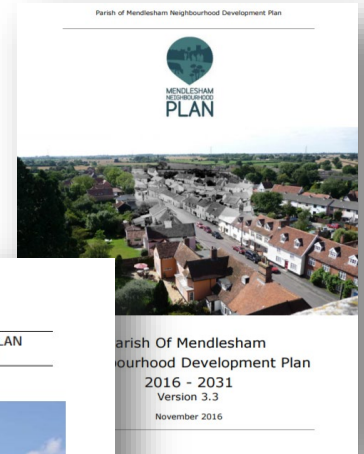 Parish of Mendlesham Neighbourhood Development Plan
MENDLESHAM
NEIGHBOURHOOD
PLAN
LAN
arish Of Mendlesham
bourhood Development Plan
2016 - 2031
Version 3.3
November 2016